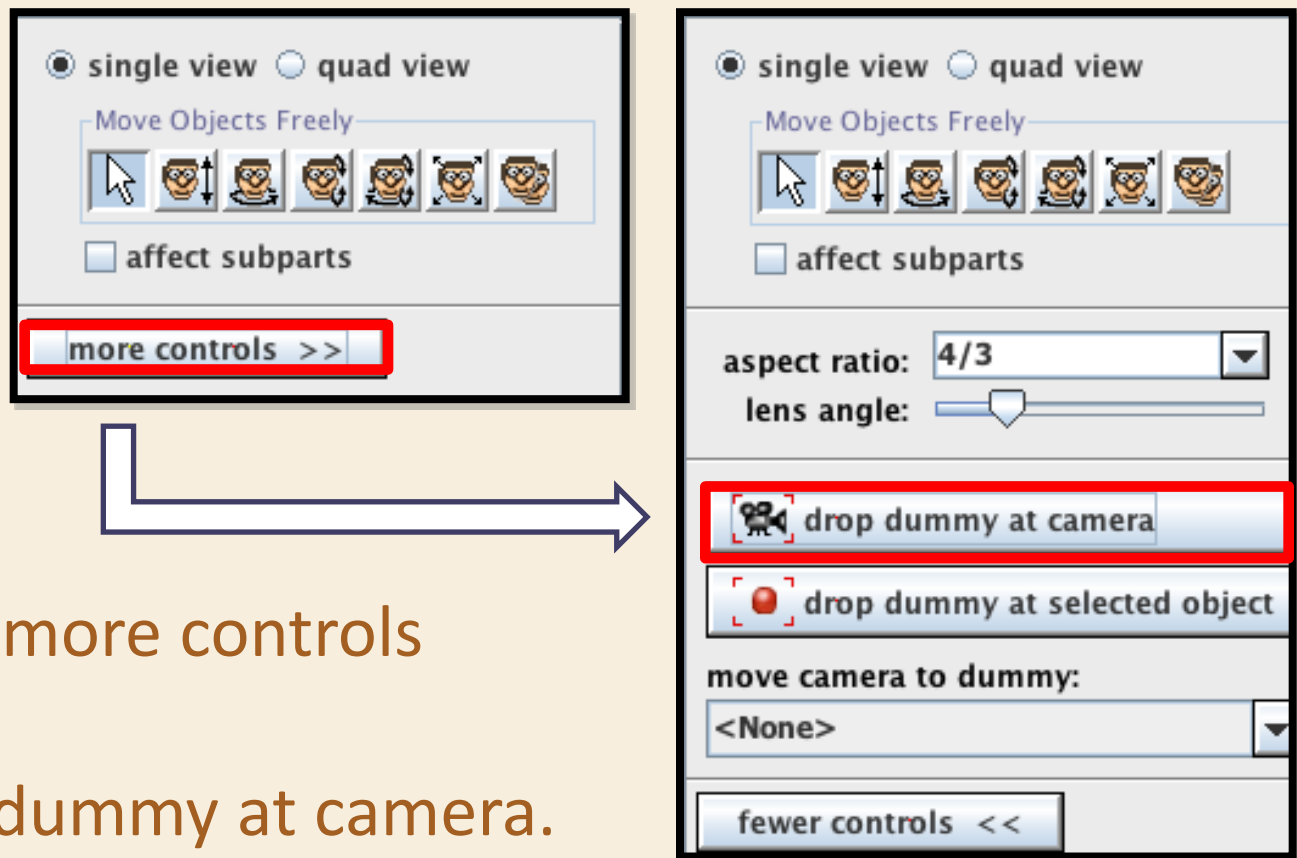 single view quad view
Move Objects Freely
affect subparts
more controls >>
single view quad view
Move Objects Freely
affect subparts
aspect ratio: 4/3
lens angle:
drop dummy at camera
drop dummy at selected object
move camera to dummy:
<None>
fewer controls <<
more controls
dummy at camera.